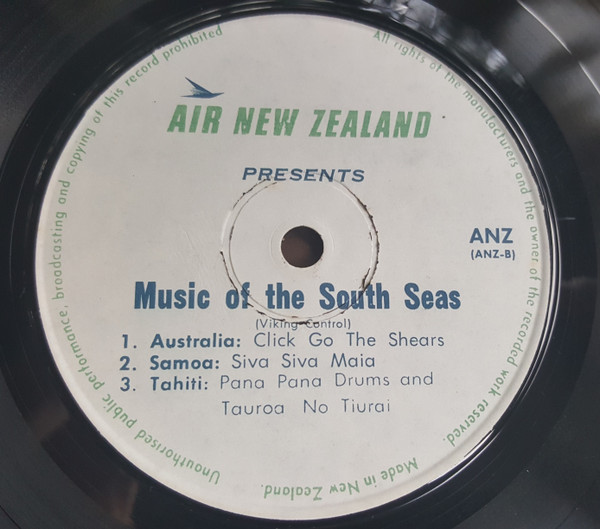 AIR NEW ZEALAND
PRESENTS
ANZ
(ANZ-B)
Music of the South Seas
(Viking Control)
1. Australia: Click Go The Shears
2. Samoa: Siva Siva Maia
3. Tahiti: Pana Pana Drums and
Tauroa No Tiurai
All rights of the manufacturers and the owner of the recorded work reserved.
Unauthorised public performance, broadcasting and copying of this record prohibited
Made in New Zealand.